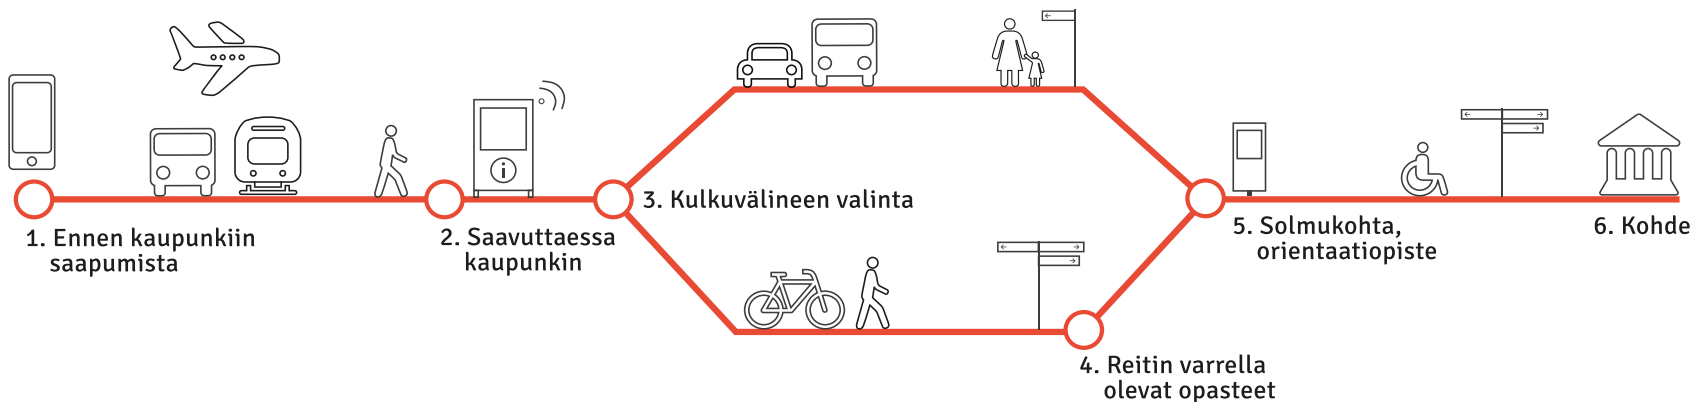 1. Ennen kaupunkiin
saapumista
2. Saavuttaessa
kaupunkin
3. Kulkuvälineen valinta
4. Reitin varrella
olevat opasteet
5. Solmukohta,
orientaatiopiste
6. Kohde